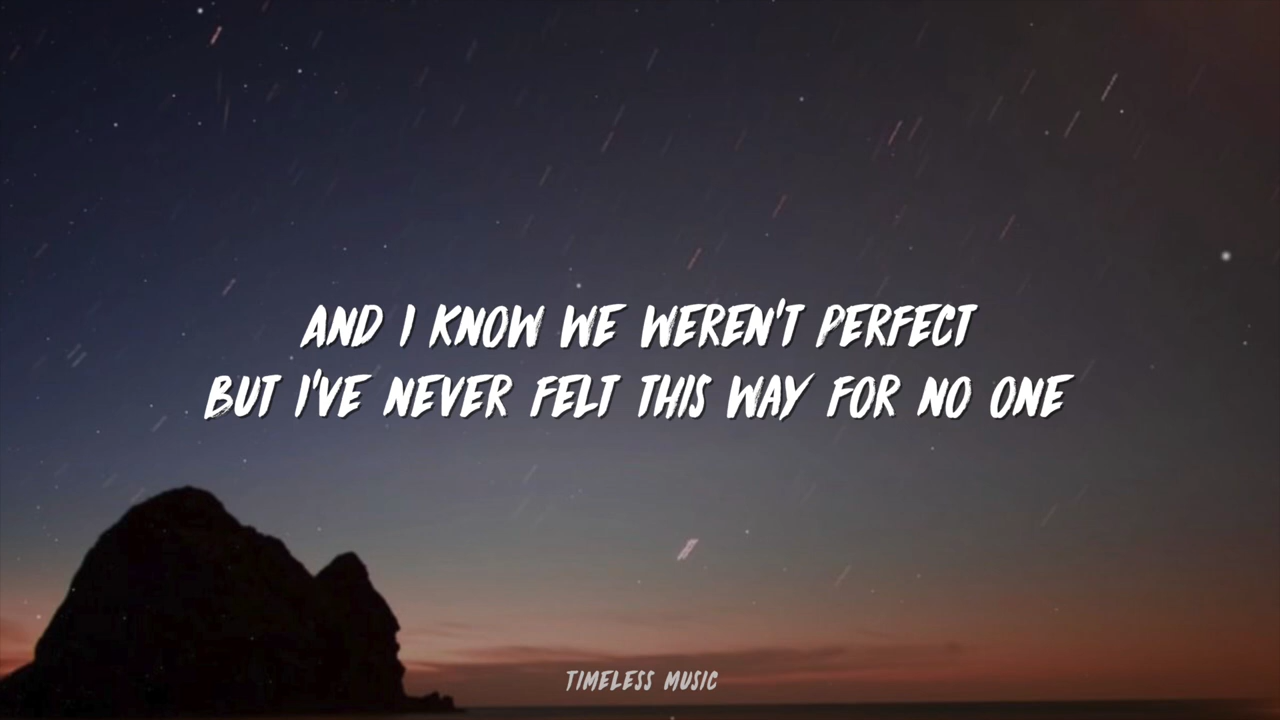 AND I KNOW WE WEREN'T PERFECT
BUT I'VE NEVER FELT THIS WAY FOR NO ONE
TIMELESS MUSIC